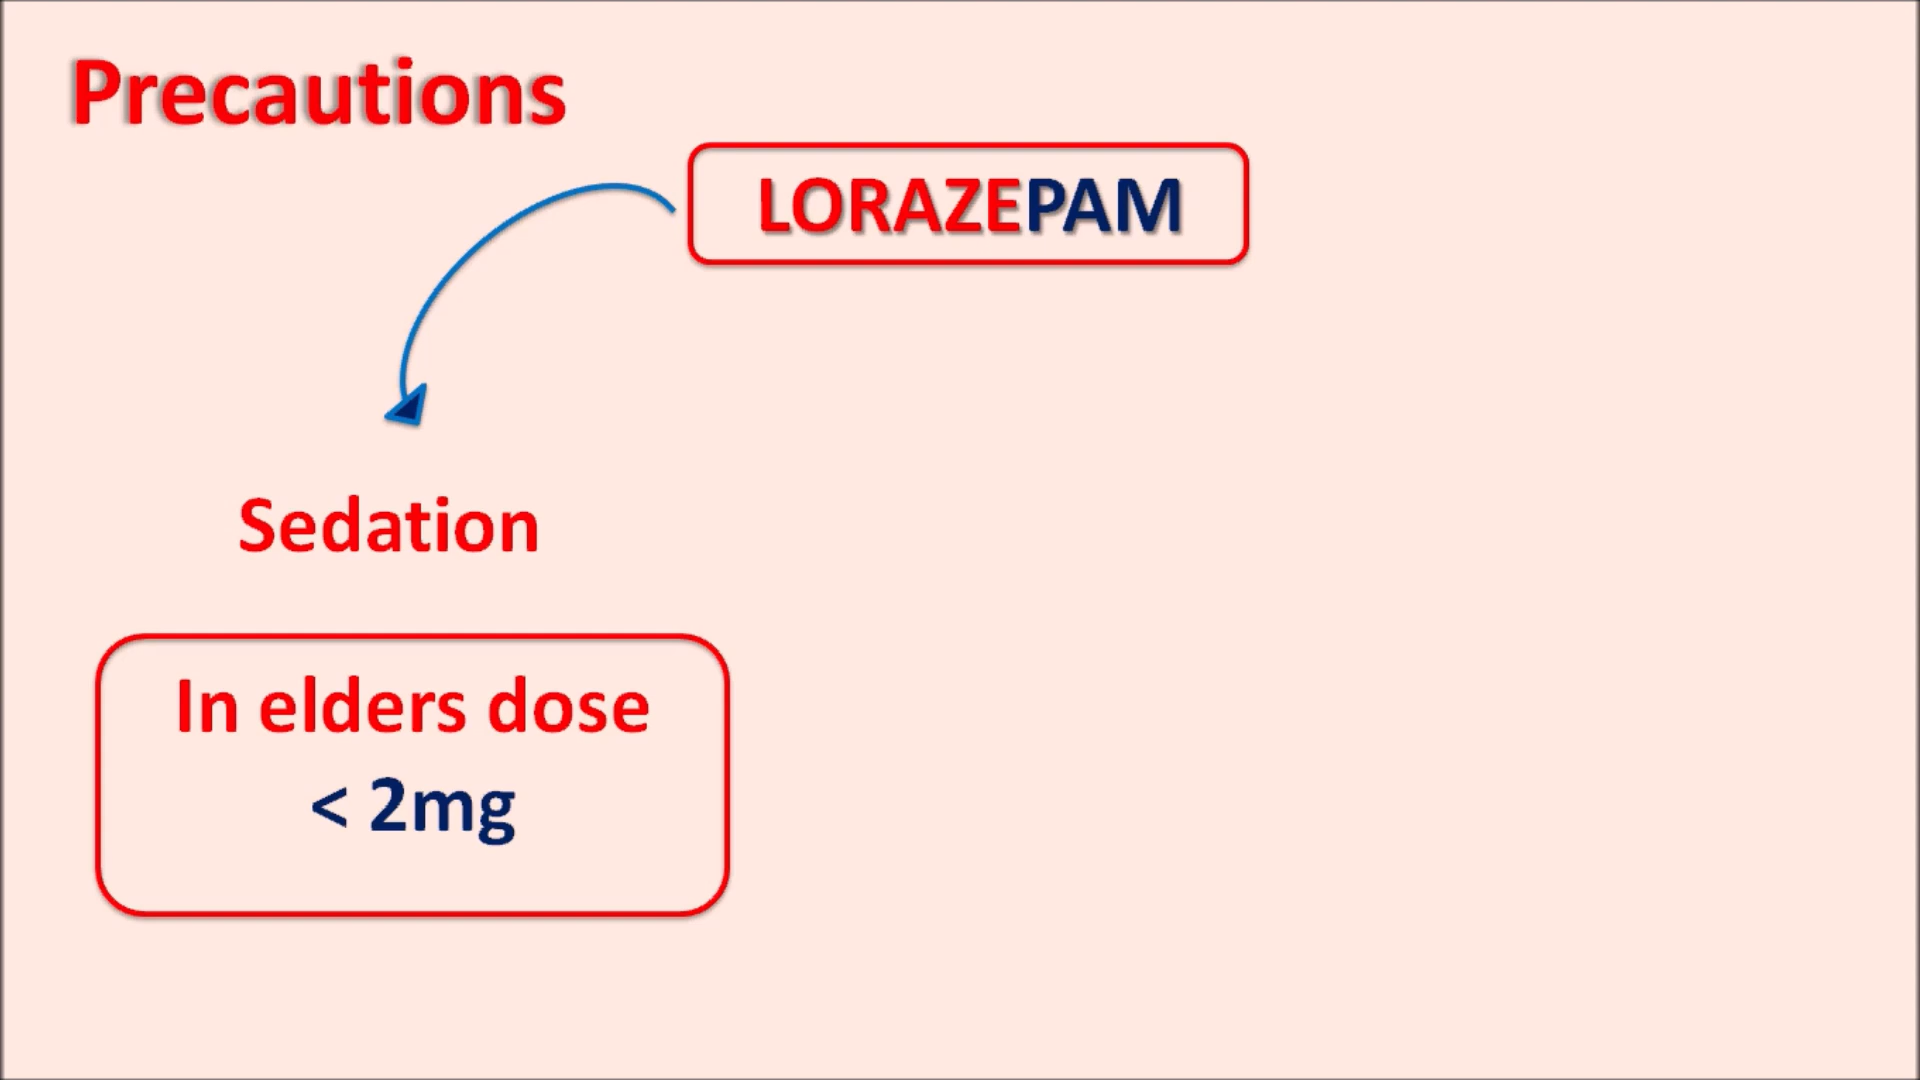 Precautions
LORAZEPAM
Sedation
In elders dose
< 2mg